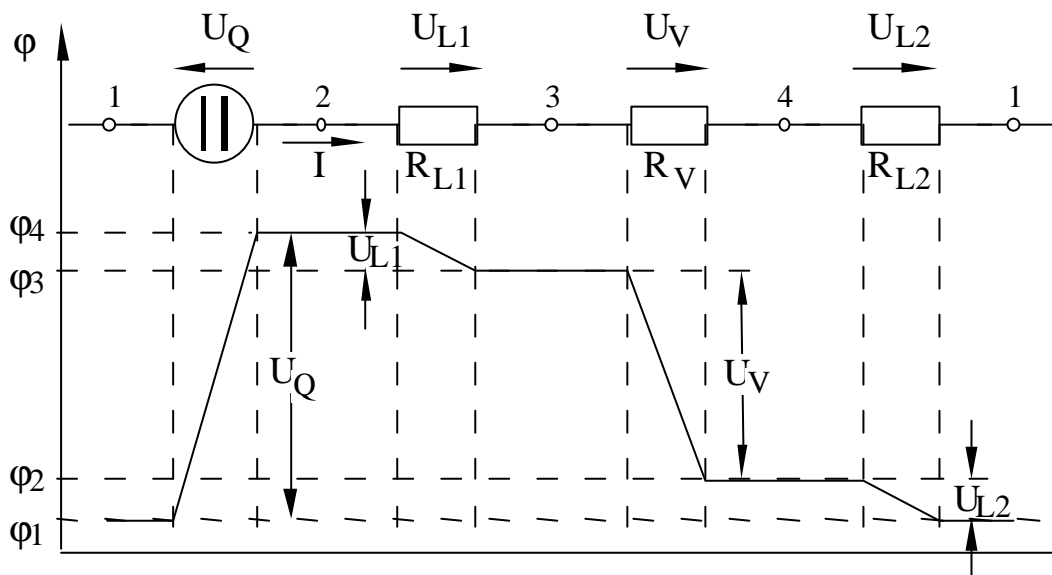 φ U_Q U_L1 U_V U_L2
1 2 3 4 1
I R_L1 R_V R_L2
φ4
U_L1
φ3
U_Q U_V
φ2
U_L2
φ1